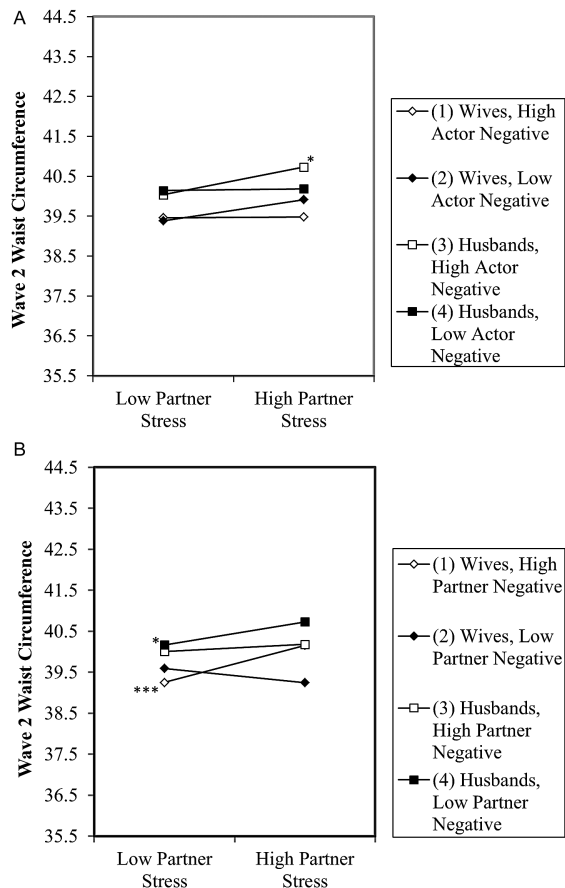 A
44.5
43.5
42.5
41.5
40.5
39.5
38.5
37.5
36.5
35.5
Wave 2 Waist Circumference
*
Low Partner
Stress
High Partner
Stress
(1) Wives, High
Actor Negative
(2) Wives, Low
Actor Negative
(3) Husbands,
High Actor
Negative
(4) Husbands,
Low Actor
Negative
B
44.5
43.5
42.5
41.5
40.5
39.5
38.5
37.5
36.5
35.5
Wave 2 Waist Circumference
*
***
Low Partner
Stress
High Partner
Stress
(1) Wives, High
Partner Negative
(2) Wives, Low
Partner Negative
(3) Husbands,
High Partner
Negative
(4) Husbands,
Low Partner
Negative